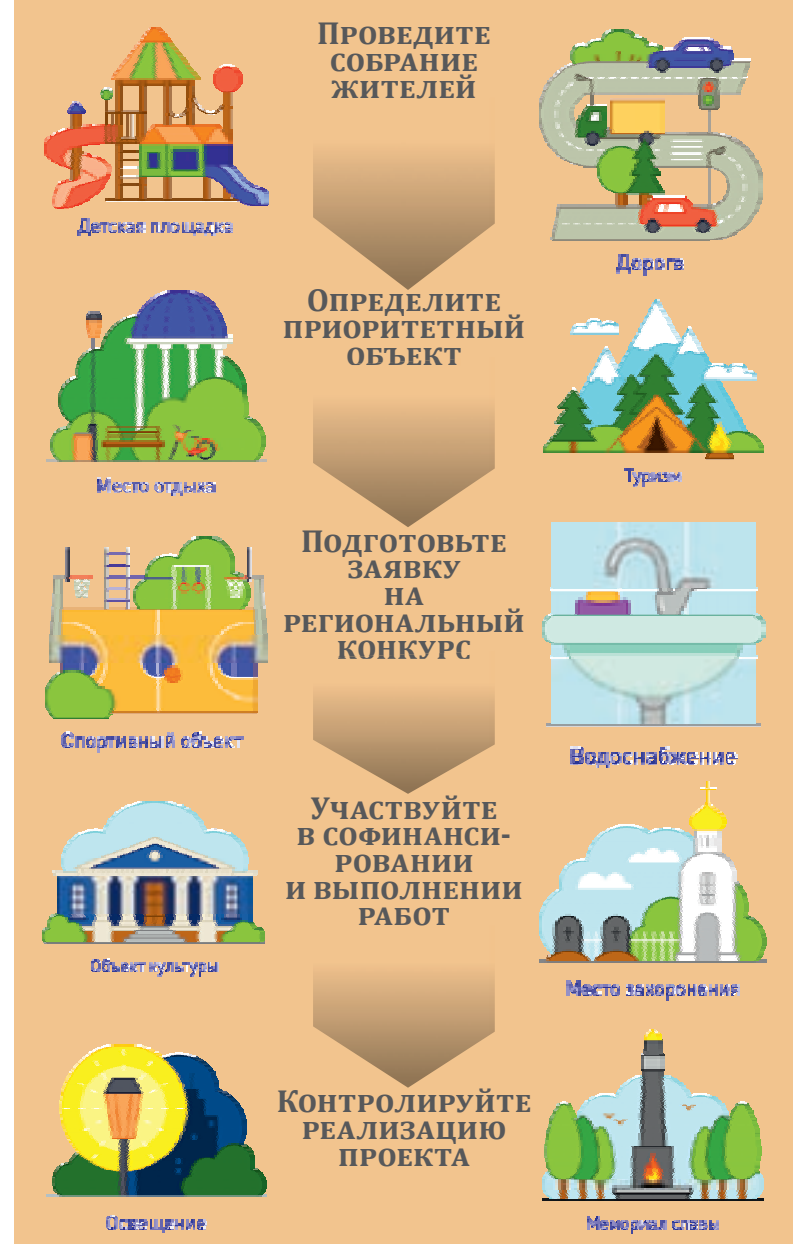 Проведите
собрание
жителей
Детская площадка
Дорога
Определите
приоритетный
объект
Место отдыха
Туризм
Подготовьте
заявку
на
региональный
конкурс
Спортивный объект
Водоснабжение
Участвуйте
в софинанси-
ровании
и выполнении
работ
Объект культуры
Место захоронения
Контролируйте
реализацию
проекта
Освещение
Мемориал славы